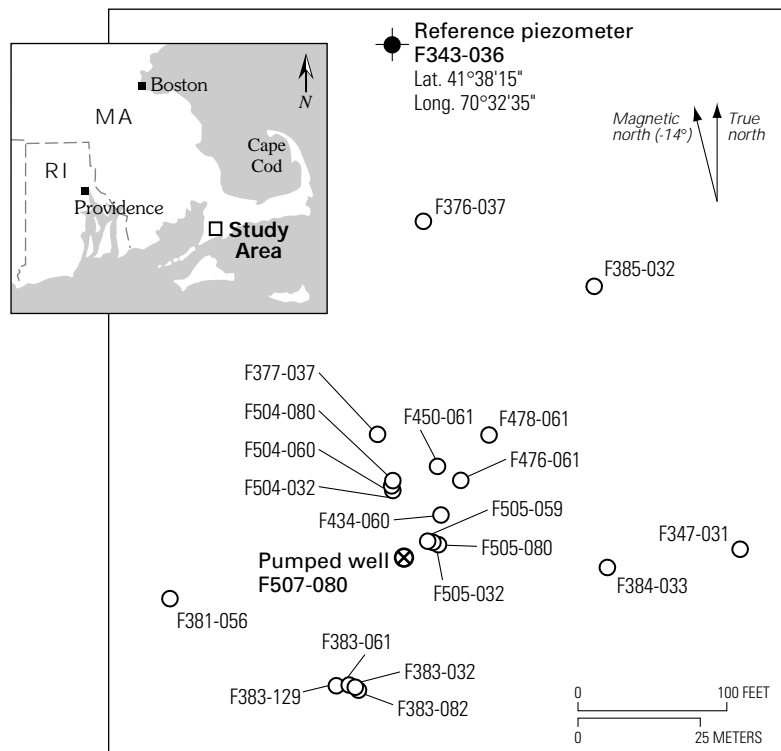 Reference piezometer
F343-036
Lat. 41°38'15"
Long. 70°32'35"
N
Boston
MA
Cape
Cod
RI
Providence
Study
Area
Magnetic
north (-14°)
True
north
F376-037
F385-032
F377-037
F504-080
F450-061
F478-061
F504-060
F476-061
F504-032
F434-060
F505-059
F505-080
F347-031
Pumped well
F507-080
F505-032
F384-033
F381-056
F383-061
F383-032
F383-129
F383-082
0
100 FEET
0
25 METERS